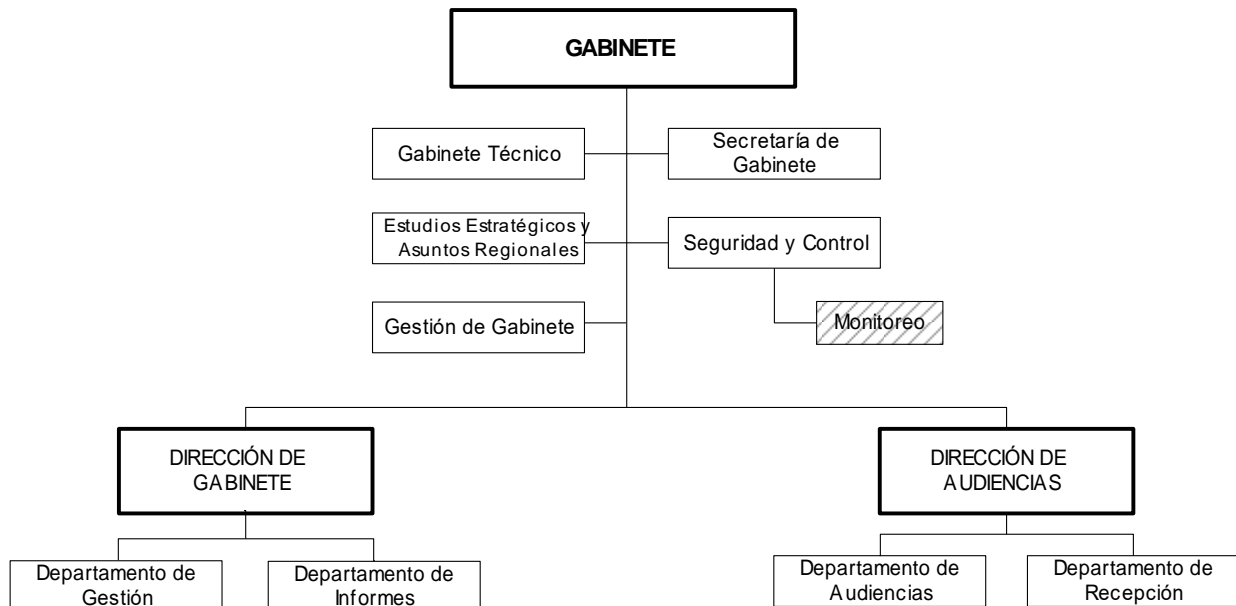 GABINETE
Gabinete Técnico
Secretaría de
Gabinete
Estudios Estratégicos y
Asuntos Regionales
Seguridad y Control
Gestión de Gabinete
Monitoreo
DIRECCIÓN DE
GABINETE
DIRECCIÓN DE
AUDIENCIAS
Departamento de
Gestión
Departamento de
Informes
Departamento de
Audiencias
Departamento de
Recepción